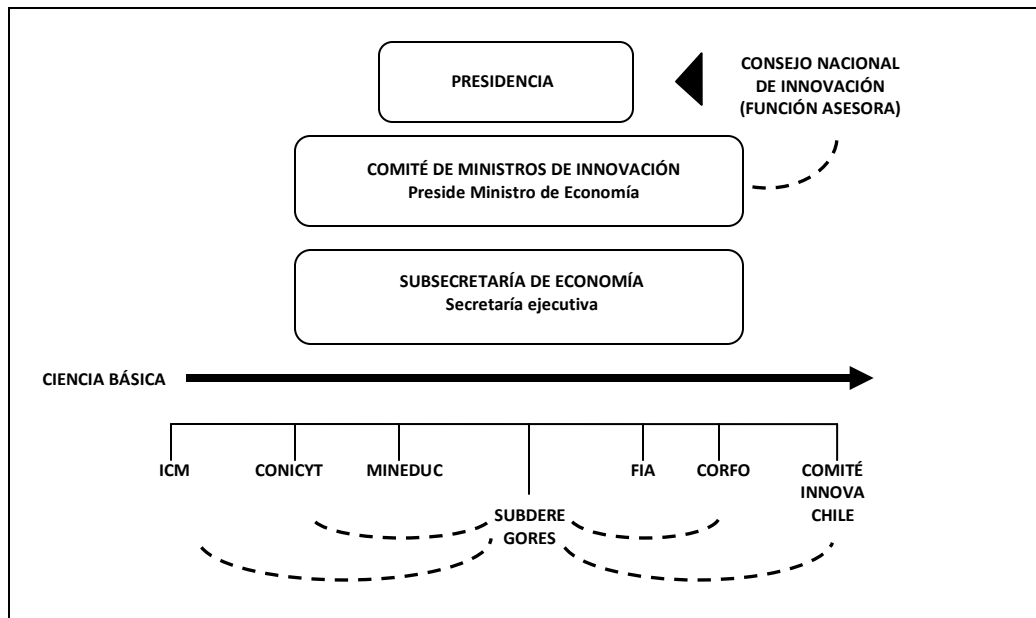 PRESIDENCIA
CONSEJO NACIONAL
DE INNOVACIÓN
(FUNCIÓN ASESORA)
COMITÉ DE MINISTROS DE INNOVACIÓN
Preside Ministro de Economía
SUBSECRETARÍA DE ECONOMÍA
Secretaría ejecutiva
CIENCIA BÁSICA
ICM
CONICYT
MINEDUC
SUBDERE
GORES
FIA
CORFO
COMITÉ
INNOVA
CHILE